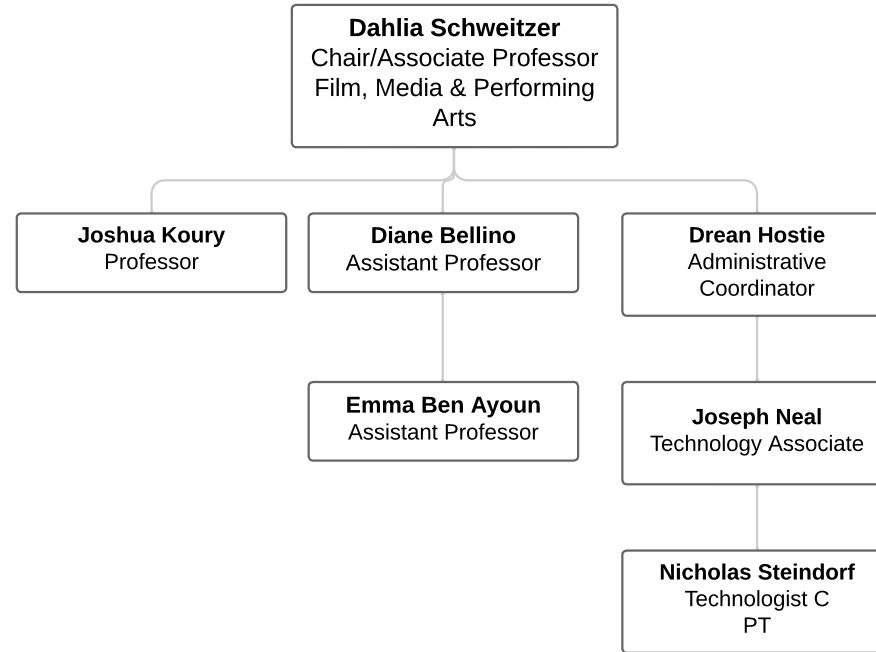 Dahlia Schweitzer
Chair/Associate Professor
Film, Media & Performing
Arts
Joshua Koury
Professor
Diane Bellino
Assistant Professor
Drean Hostie
Administrative
Coordinator
Emma Ben Ayoun
Assistant Professor
Joseph Neal
Technology Associate
Nicholas Steindorf
Technologist C
PT